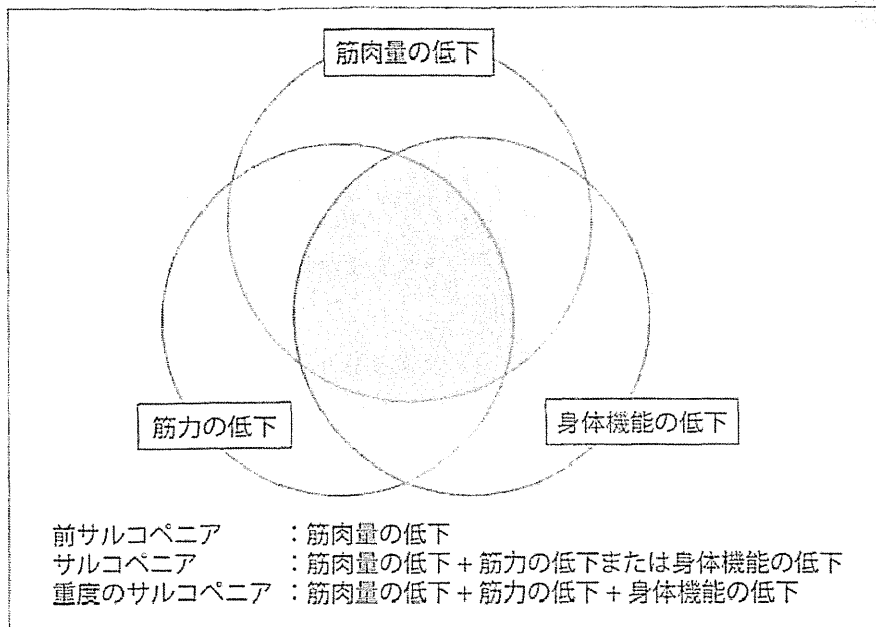 筋肉量の低下
筋力の低下
身体機能の低下
前サルコペニア ：筋肉量の低下
サルコペニア ：筋肉量の低下＋筋力の低下または身体機能の低下
重度のサルコペニア ：筋肉量の低下＋筋力の低下＋身体機能の低下